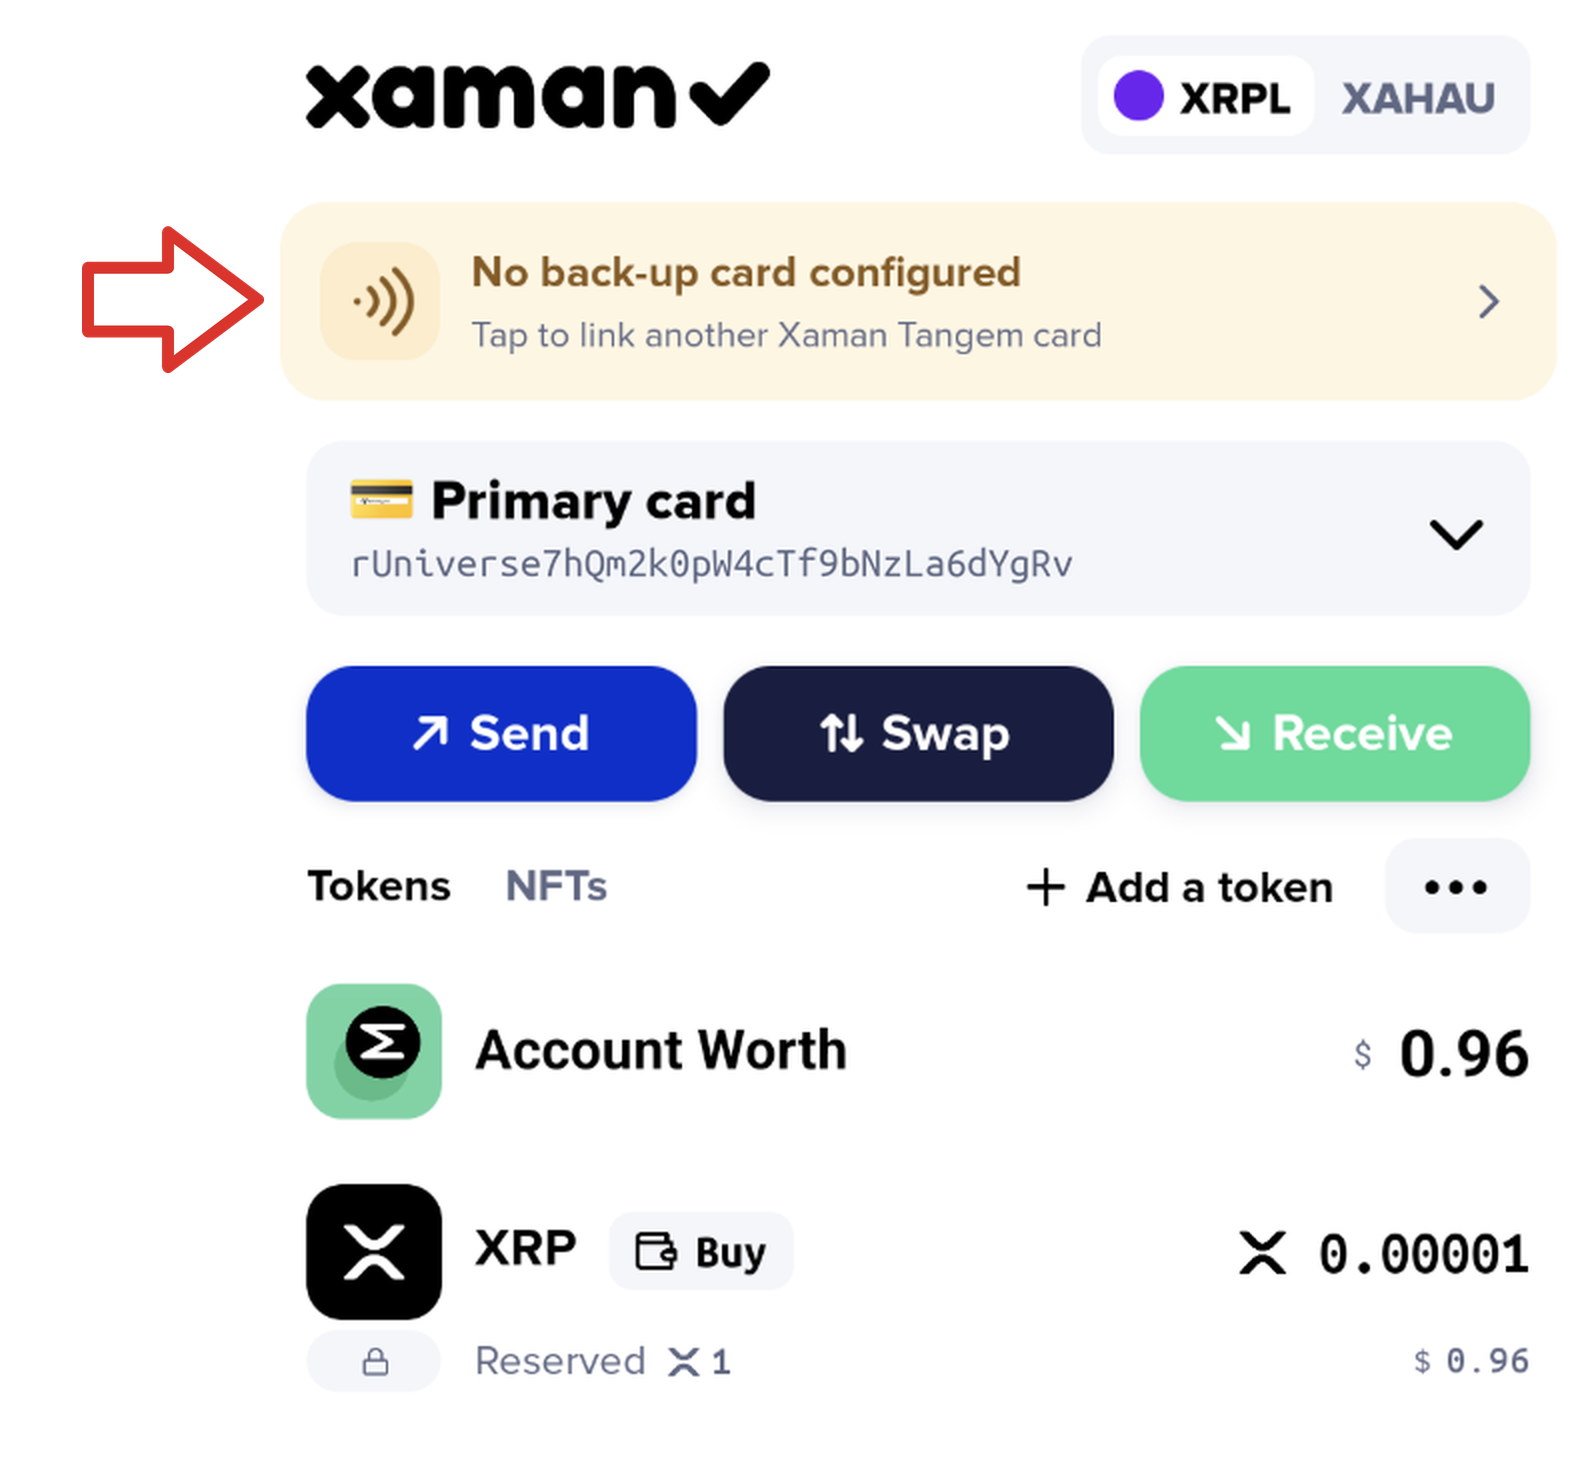 xaman
XRPL XAHAU
No back-up card configured
Tap to link another Xaman Tangem card
Primary card
rUniverse7hQm2k0pW4cTf9bNzLa6dYgRv
Send Swap Receive
Tokens NFTs + Add a token
Account Worth $ 0.96
XRP Buy 0.00001
Reserved 1 $ 0.96